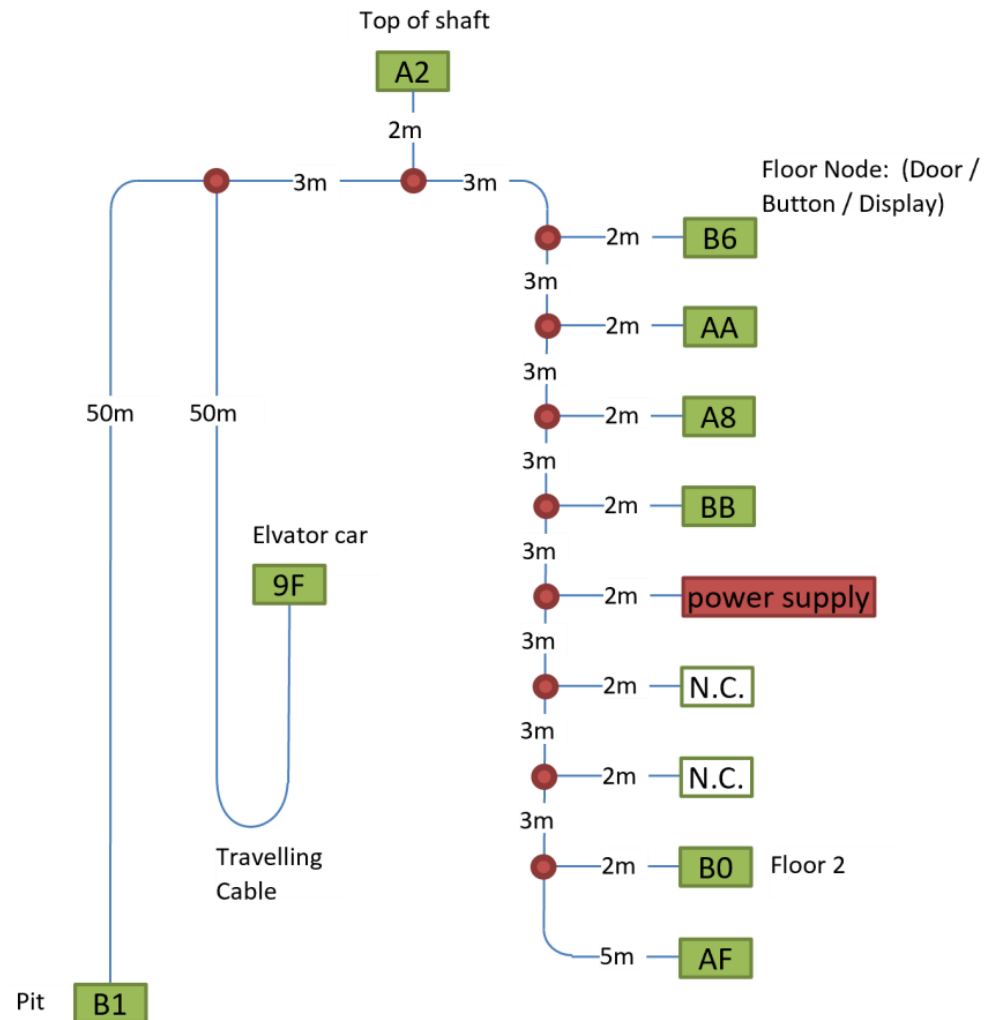 Top of shaft
A2
2m
3m
3m
Floor Node: (Door /
Button / Display)
2m
B6
3m
2m
AA
3m
2m
A8
50m
50m
3m
2m
BB
Elvator car
3m
9F
2m
power supply
3m
2m
N.C.
3m
2m
N.C.
3m
Travelling
Cable
2m
B0
Floor 2
5m
AF
Pit
B1